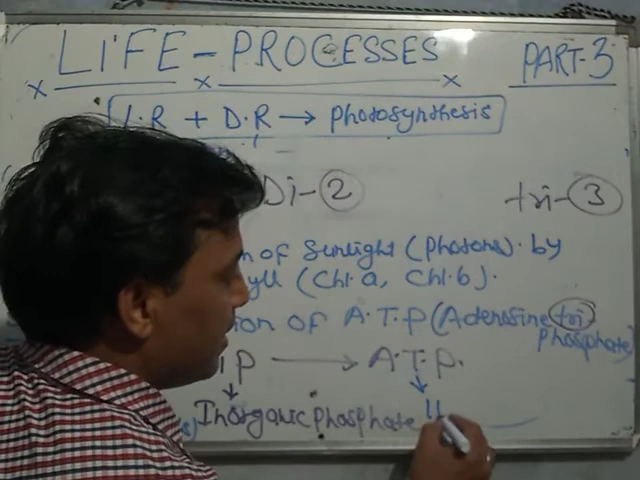 LIFE - PROCESSES PART-3
L.R + D.R → Photosynthesis
Di-2 tri-3
of Sunlight (Photons) by
(Chl.a, Chl.b).
of A.T.P (Adenosine tri
Phosphate)
iP → A.T.P.
Inorganic phosphate